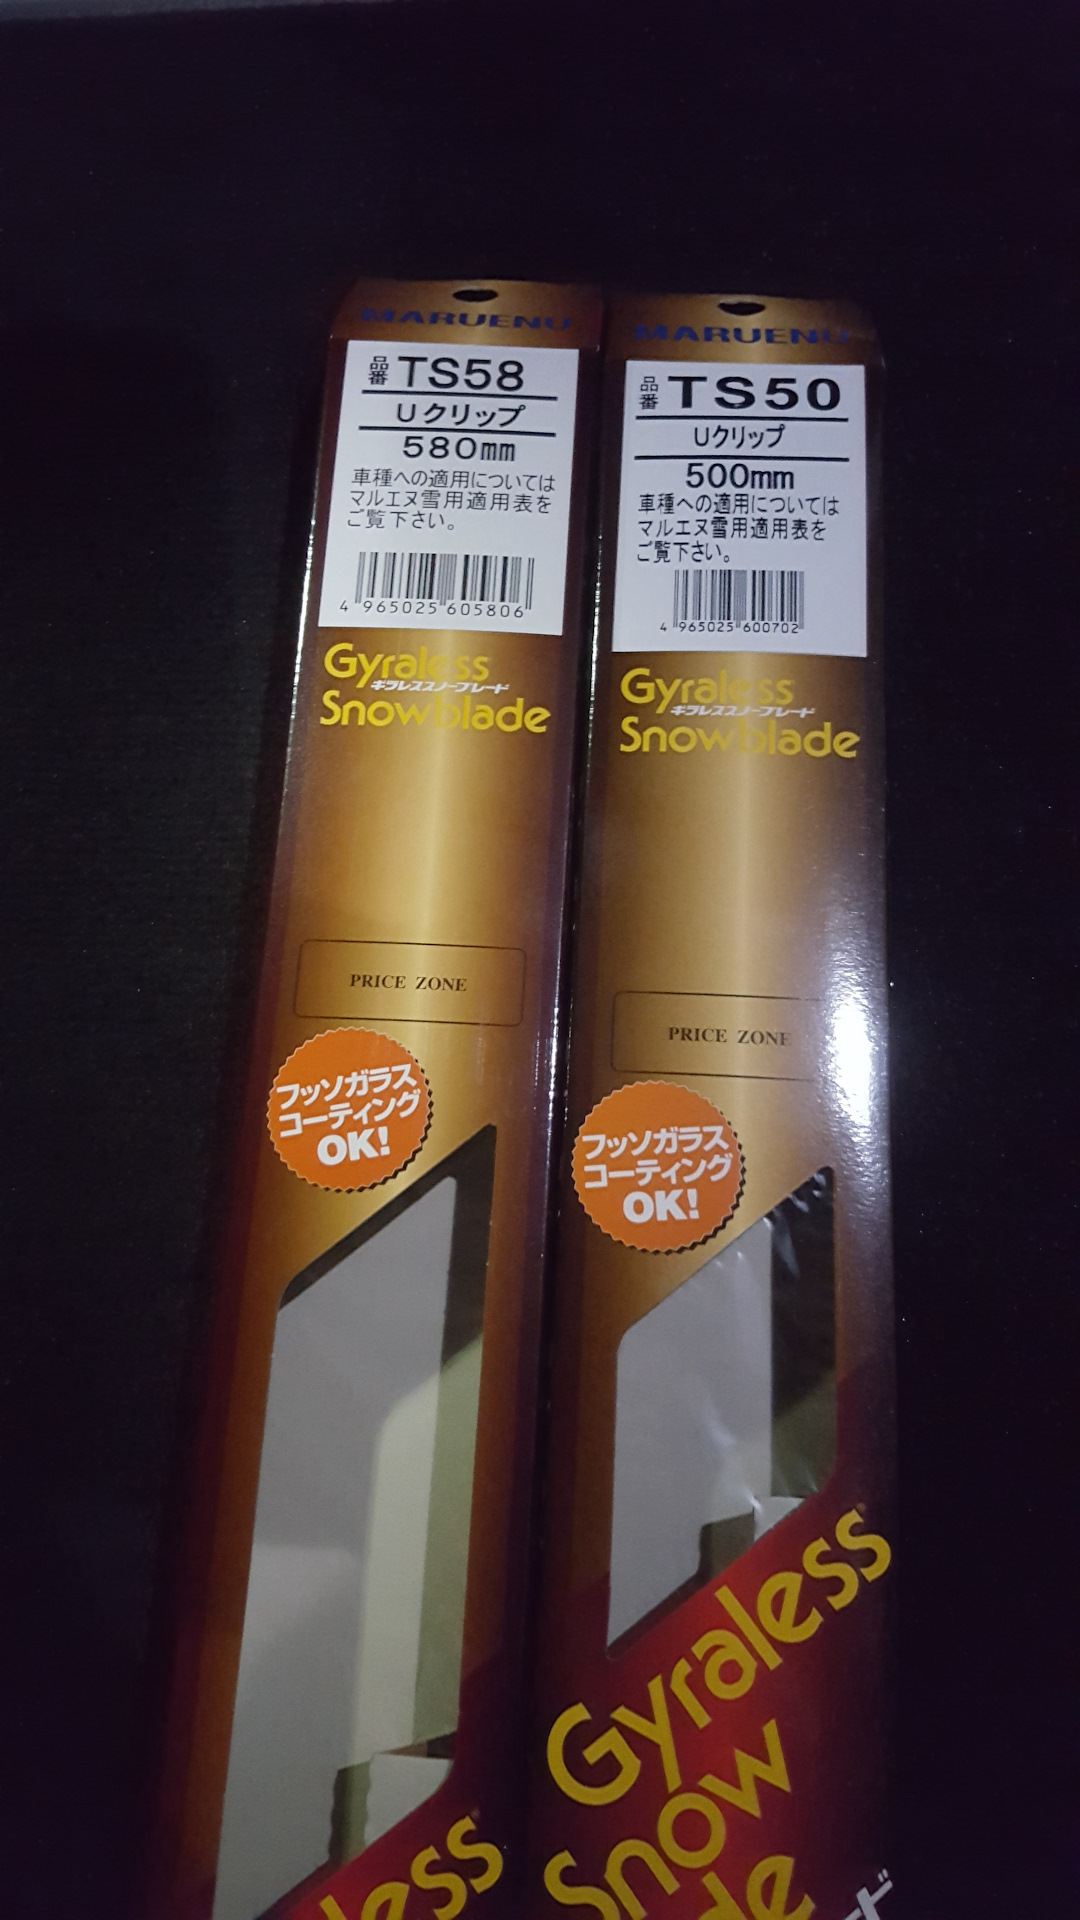 MARUENU
品番 TS58
Uクリップ
580mm
車種への適用については
マルエヌ雪用適用表を
ご覧下さい。
4 965025 605806
Gyraless
ギラレススノーブレード
Snowblade
PRICE ZONE
フッソガラス
コーティング
OK!
less
MARUENU
品番 TS50
Uクリップ
500mm
車種への適用については
マルエヌ雪用適用表を
ご覧下さい。
4 965025 600702
Gyraless
ギラレススノーブレード
Snowblade
PRICE ZONE
フッソガラス
コーティング
OK!
Gyraless
Snow
de
ード